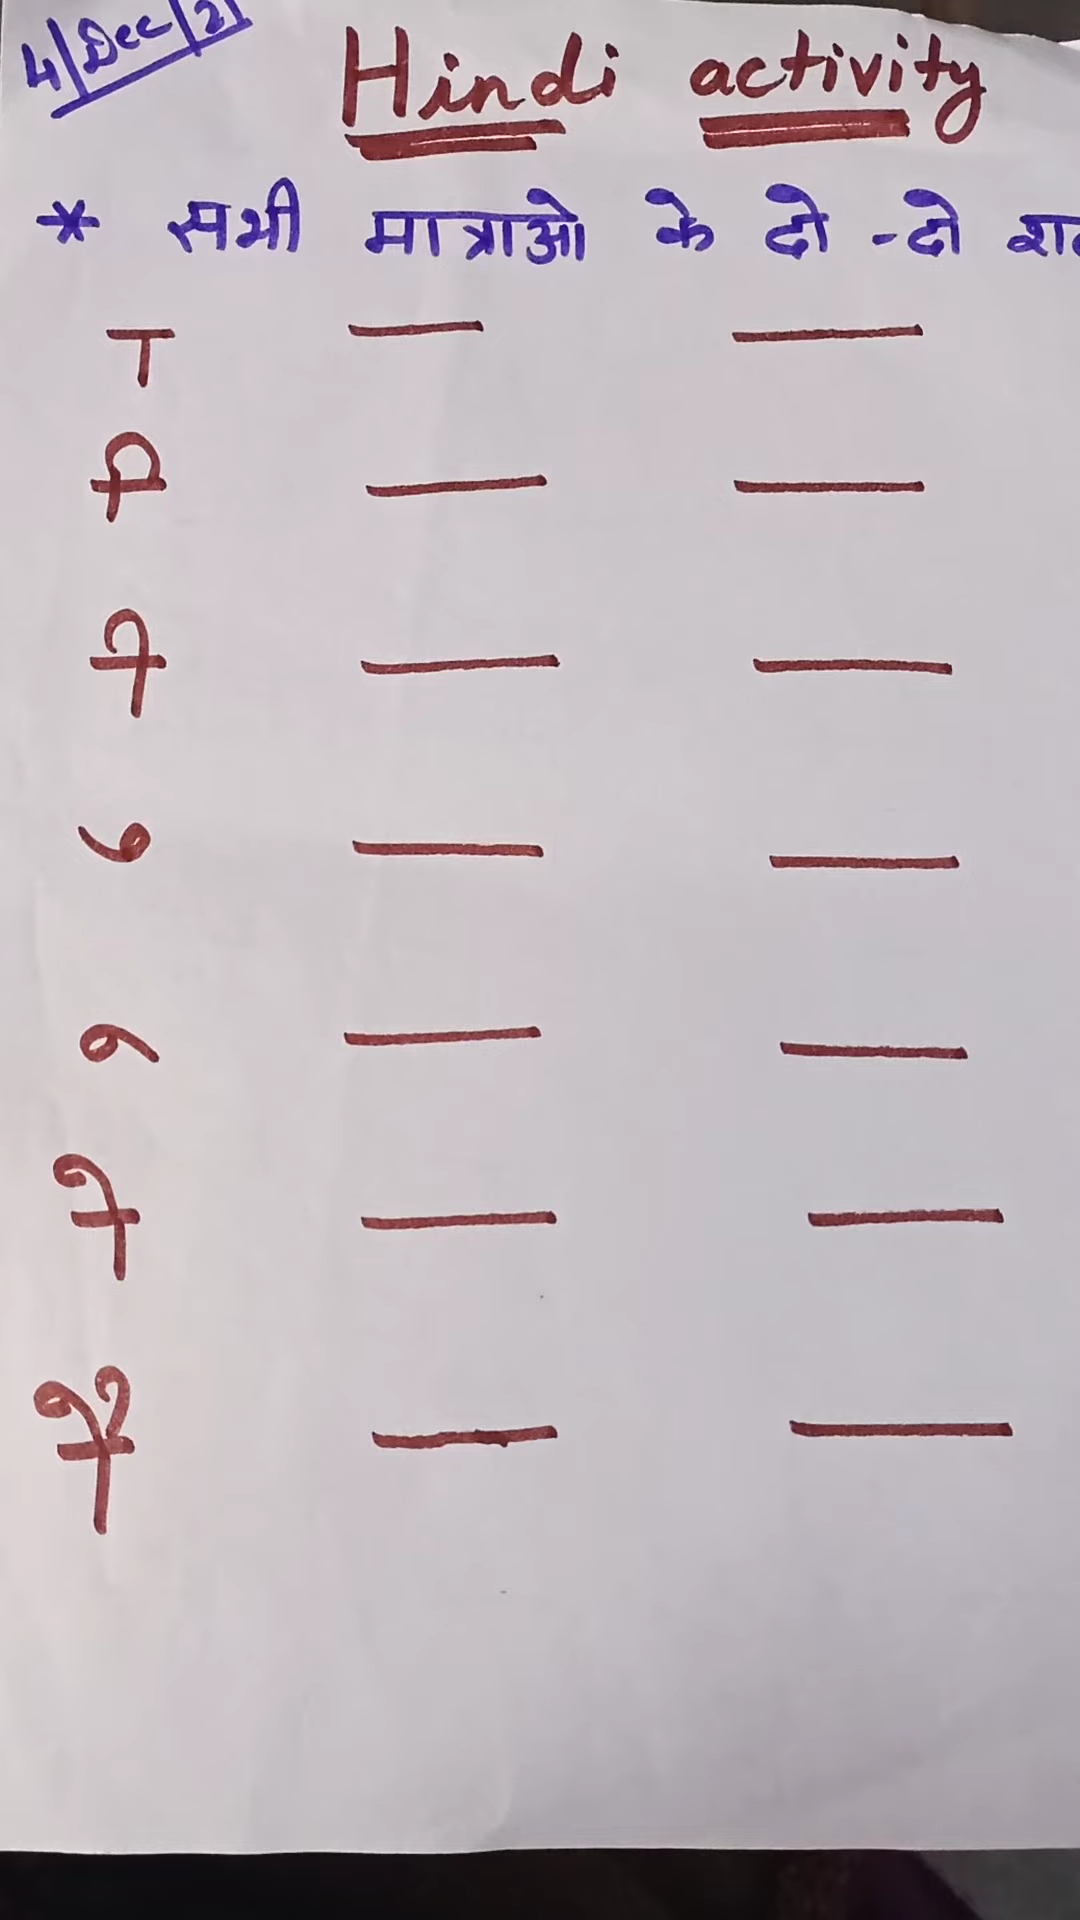 4/Dec/21
Hindi activity
* सभी मात्राओ के दो - दो
ा
ि
ी
ु
ू
े
ै